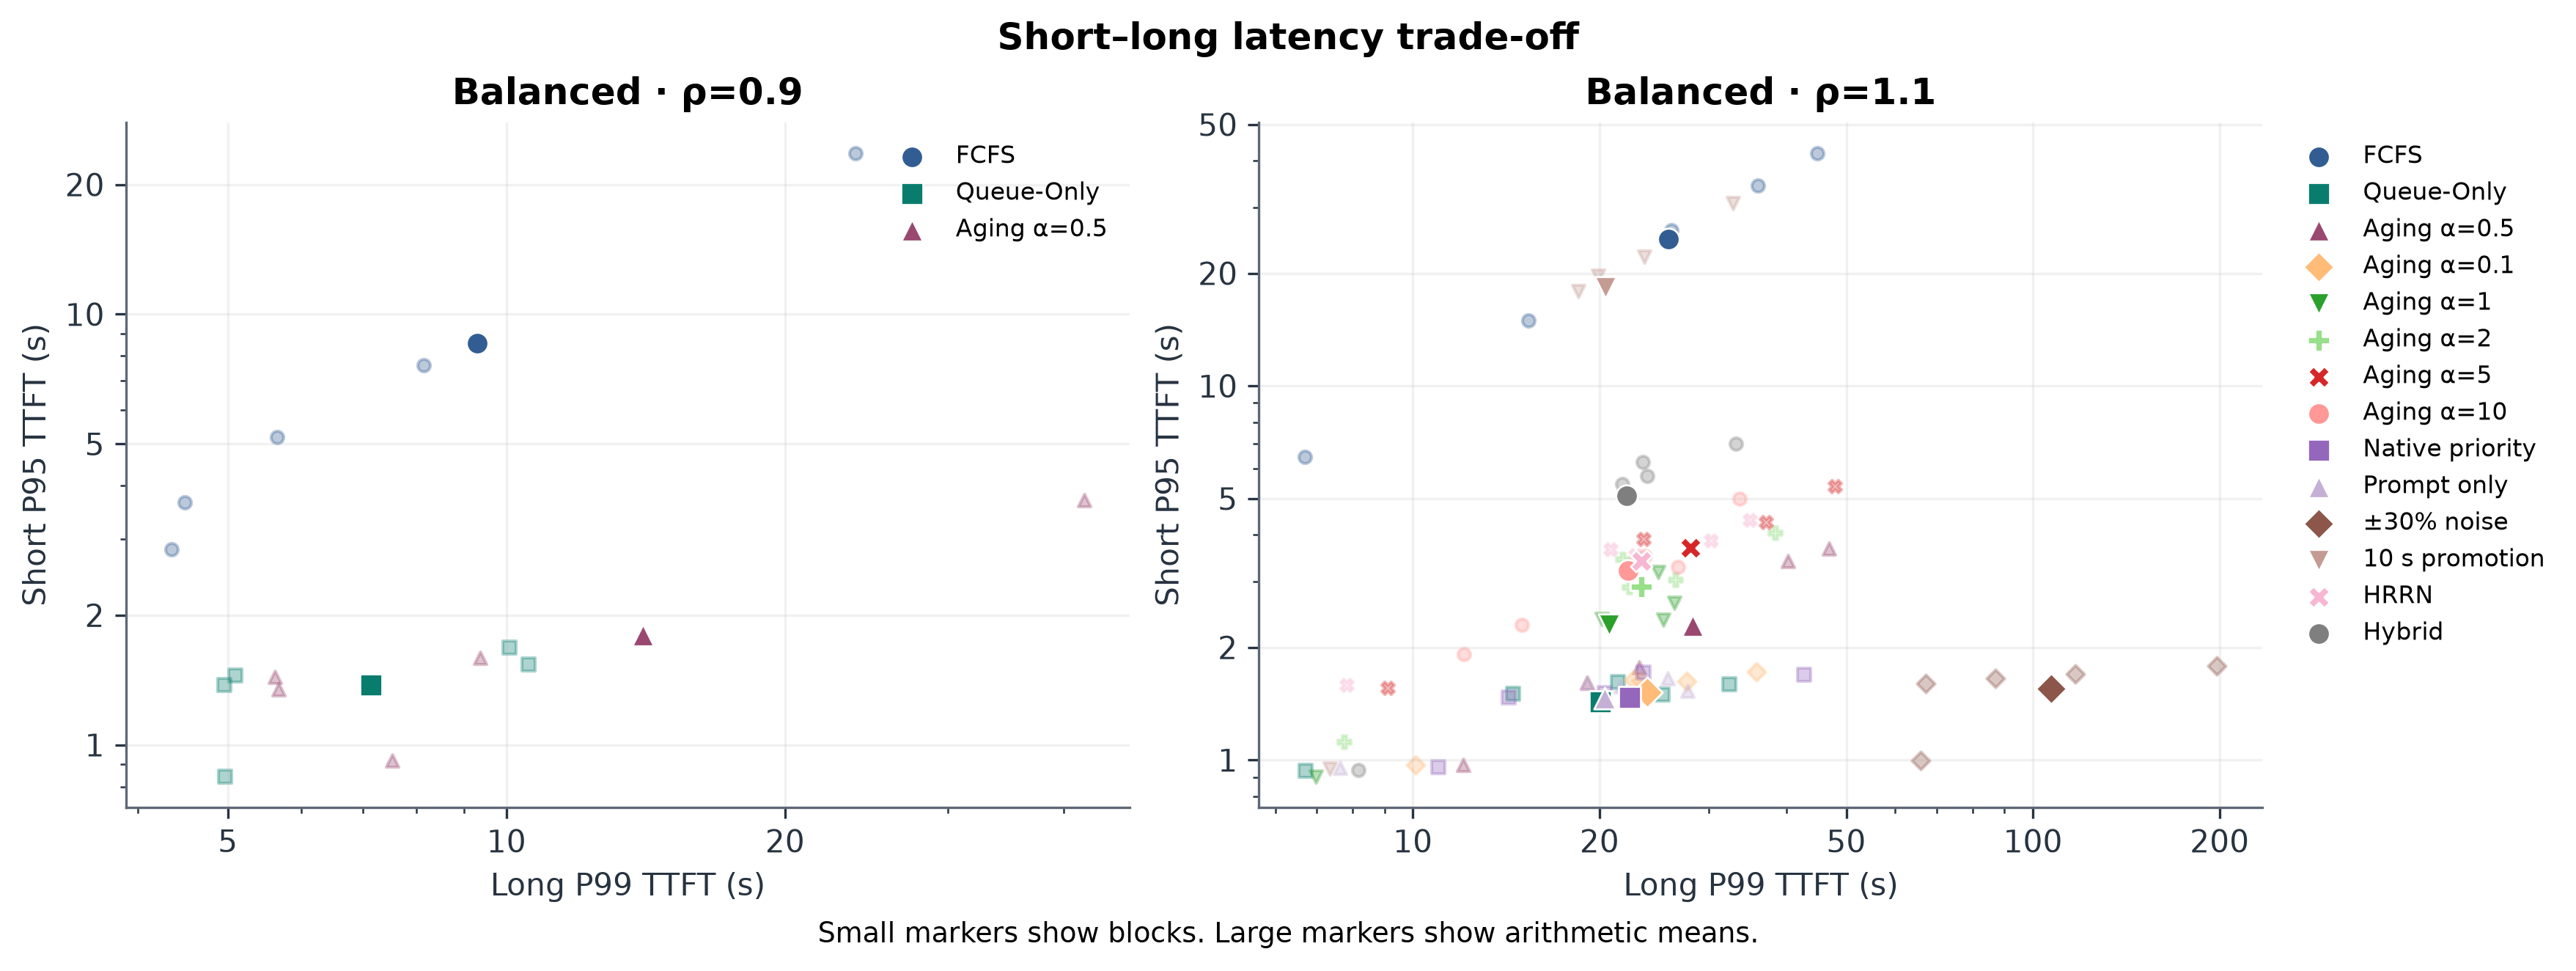 Short–long latency trade-off
Balanced · ρ=0.9
Short P95 TTFT (s)
20
10
5
2
1
5
10
20
Long P99 TTFT (s)
FCFS
Queue-Only
Aging α=0.5
Balanced · ρ=1.1
Short P95 TTFT (s)
50
20
10
5
2
1
10
20
50
100
200
Long P99 TTFT (s)
FCFS
Queue-Only
Aging α=0.5
Aging α=0.1
Aging α=1
Aging α=2
Aging α=5
Aging α=10
Native priority
Prompt only
±30% noise
10 s promotion
HRRN
Hybrid
Small markers show blocks. Large markers show arithmetic means.